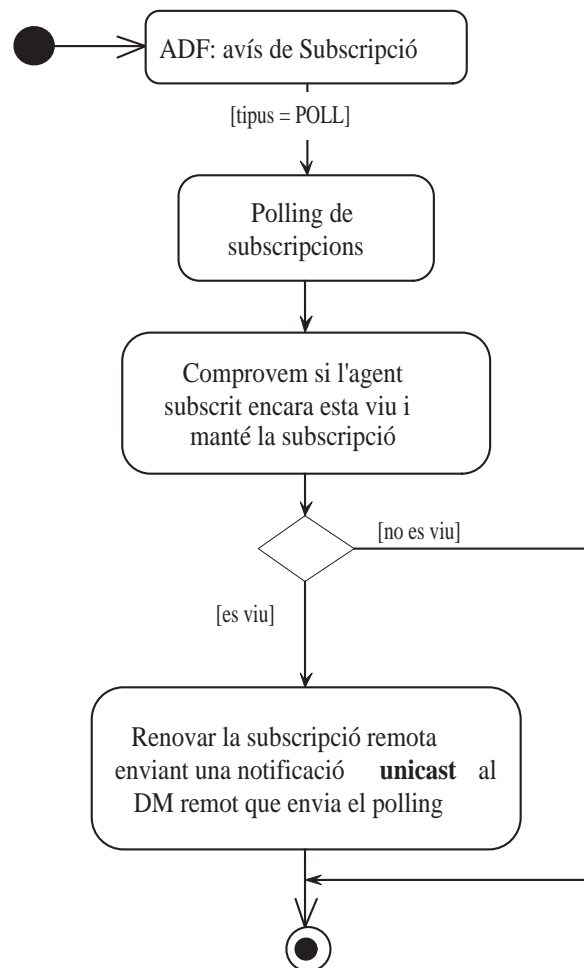 ADF: avís de Subscripció
[tipus = POLL]
Polling de
subscripcions
Comprovem si l'agent
subscrit encara esta viu i
manté la subscripció
[no es viu]
[es viu]
Renovar la subscripció remota
enviant una notificació unicast al
DM remot que envia el polling